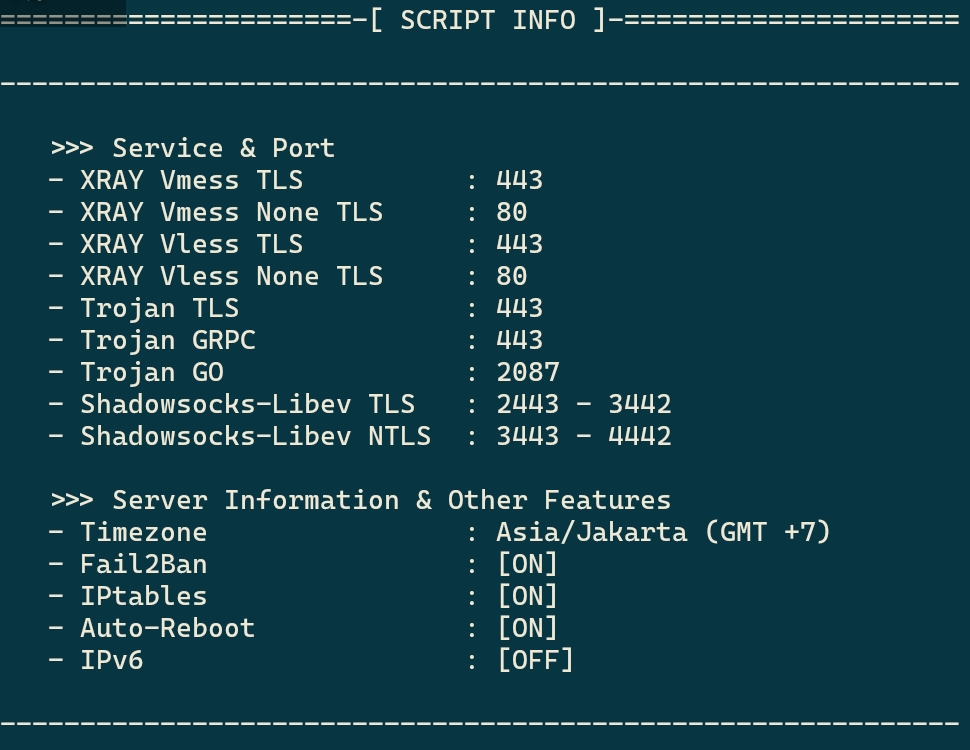 ======================-[ SCRIPT INFO ]-=====================
------------------------------------------------------------
>>> Service & Port
- XRAY Vmess TLS : 443
- XRAY Vmess None TLS : 80
- XRAY Vless TLS : 443
- XRAY Vless None TLS : 80
- Trojan TLS : 443
- Trojan GRPC : 443
- Trojan GO : 2087
- Shadowsocks-Libev TLS : 2443 - 3442
- Shadowsocks-Libev NTLS : 3443 - 4442
>>> Server Information & Other Features
- Timezone : Asia/Jakarta (GMT +7)
- Fail2Ban : [ON]
- IPtables : [ON]
- Auto-Reboot : [ON]
- IPv6 : [OFF]
------------------------------------------------------------